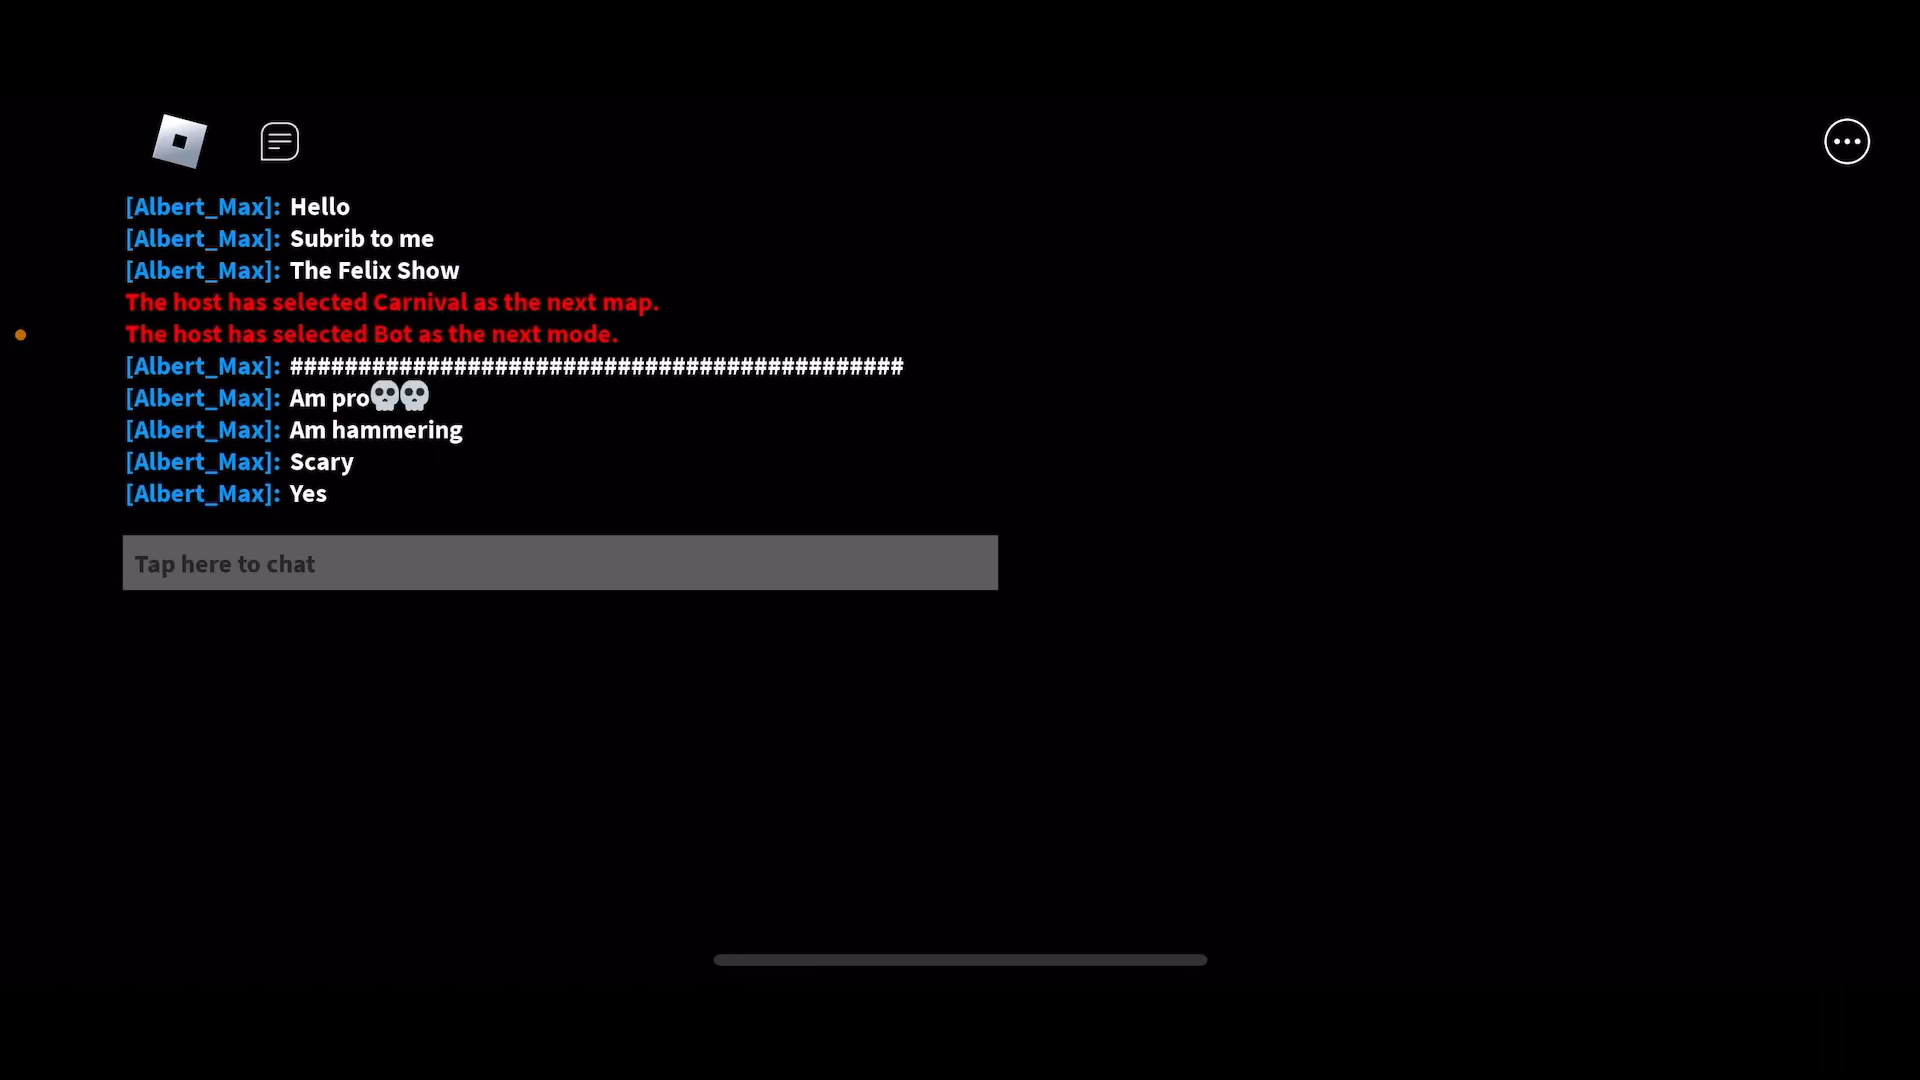 [Albert_Max]: Hello
[Albert_Max]: Subrib to me
[Albert_Max]: The Felix Show
The host has selected Carnival as the next map.
The host has selected Bot as the next mode.
[Albert_Max]: #############################################
[Albert_Max]: Am pro💀💀
[Albert_Max]: Am hammering
[Albert_Max]: Scary
[Albert_Max]: Yes
Tap here to chat